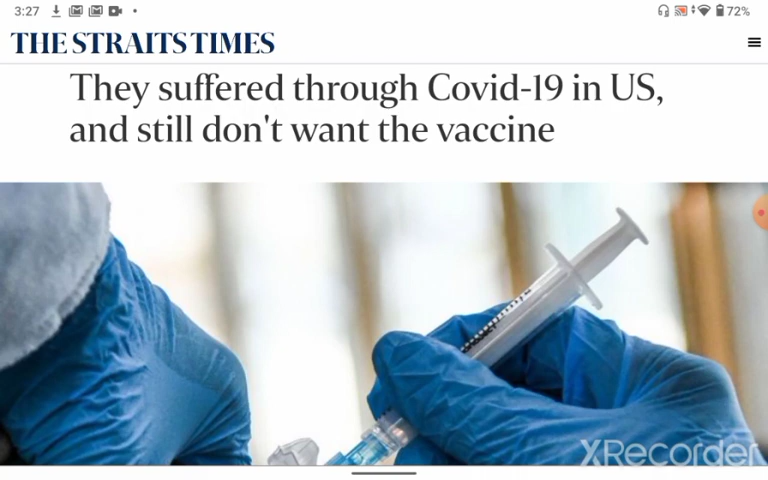 3:27
72%
THE STRAITS TIMES
They suffered through Covid-19 in US,
and still don't want the vaccine
XRecorder